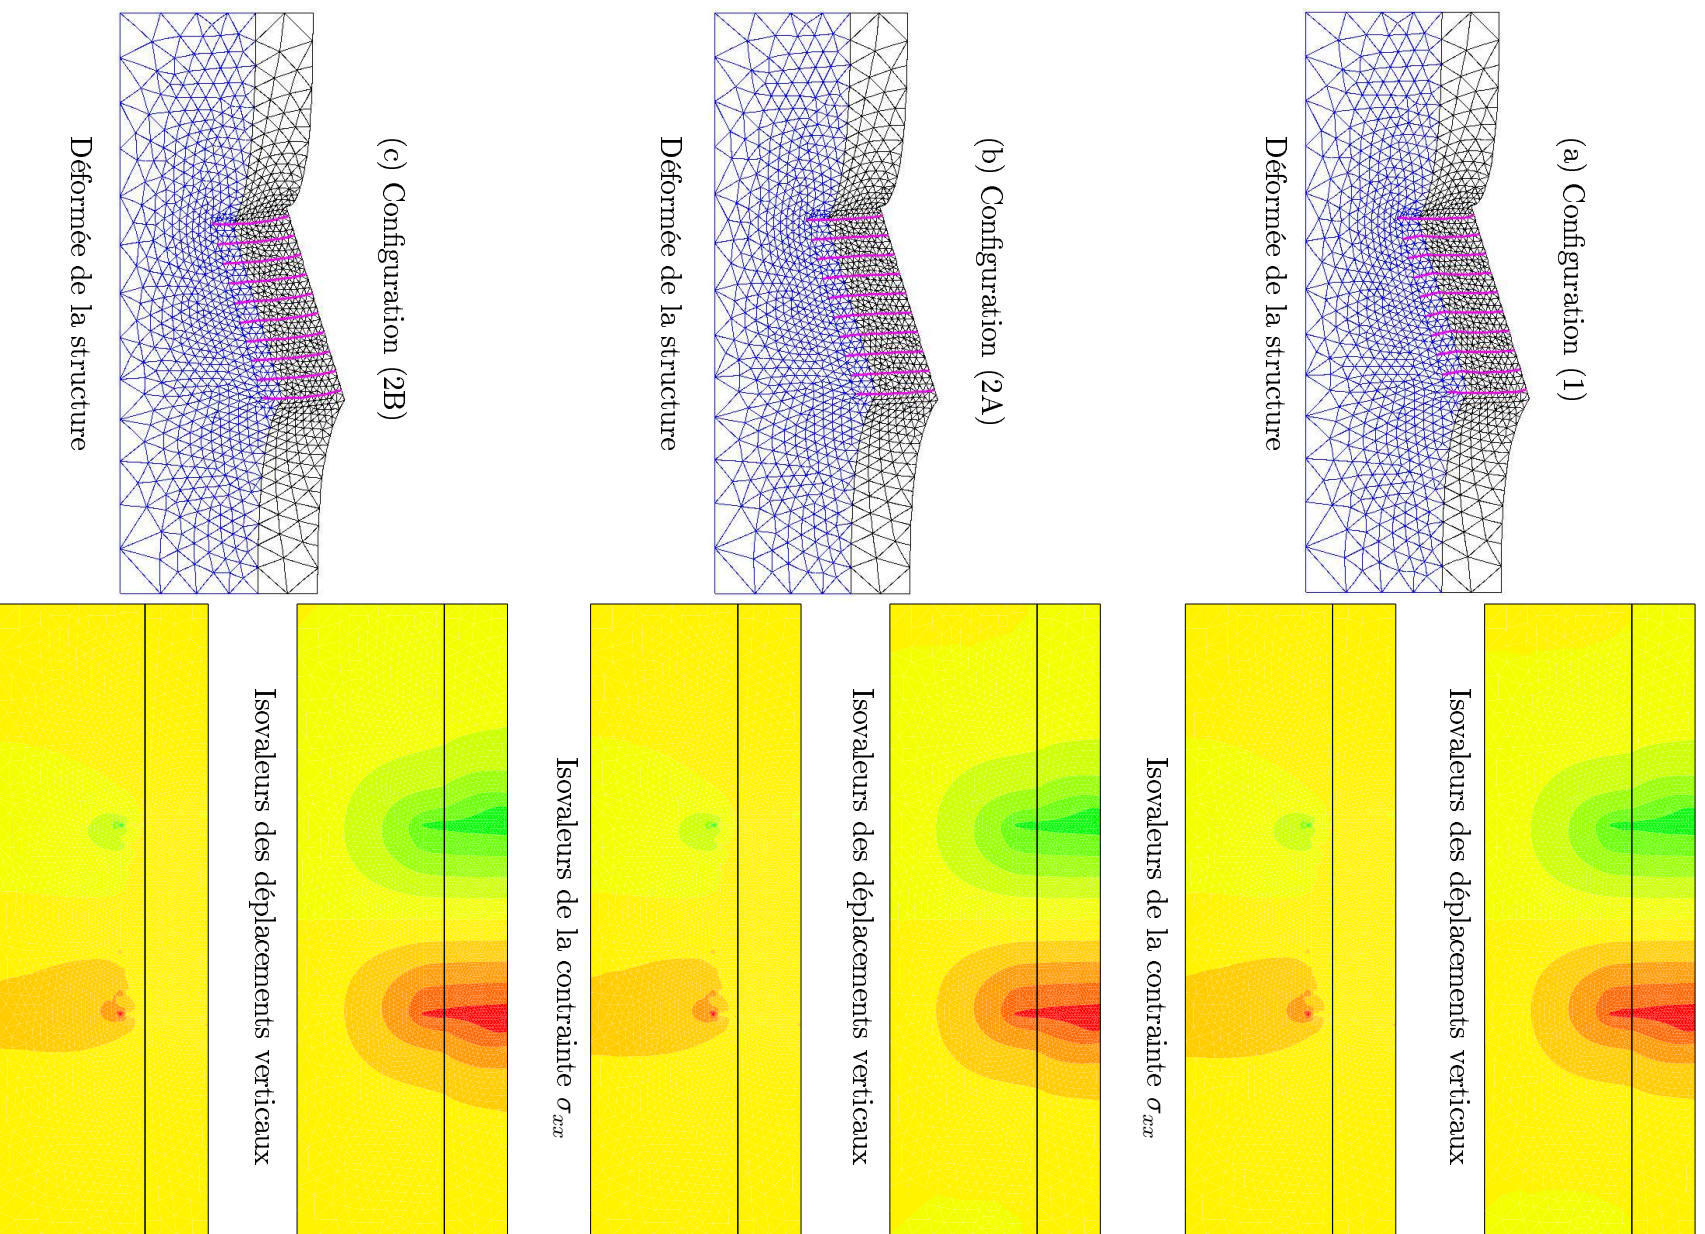 (a) Configuration (1)
Isovaleurs des déplacements verticaux
Déformée de la structure
Isovaleurs de la contrainte σxx
(b) Configuration (2A)
Isovaleurs des déplacements verticaux
Déformée de la structure
Isovaleurs de la contrainte σxx
(c) Configuration (2B)
Isovaleurs des déplacements verticaux
Déformée de la structure